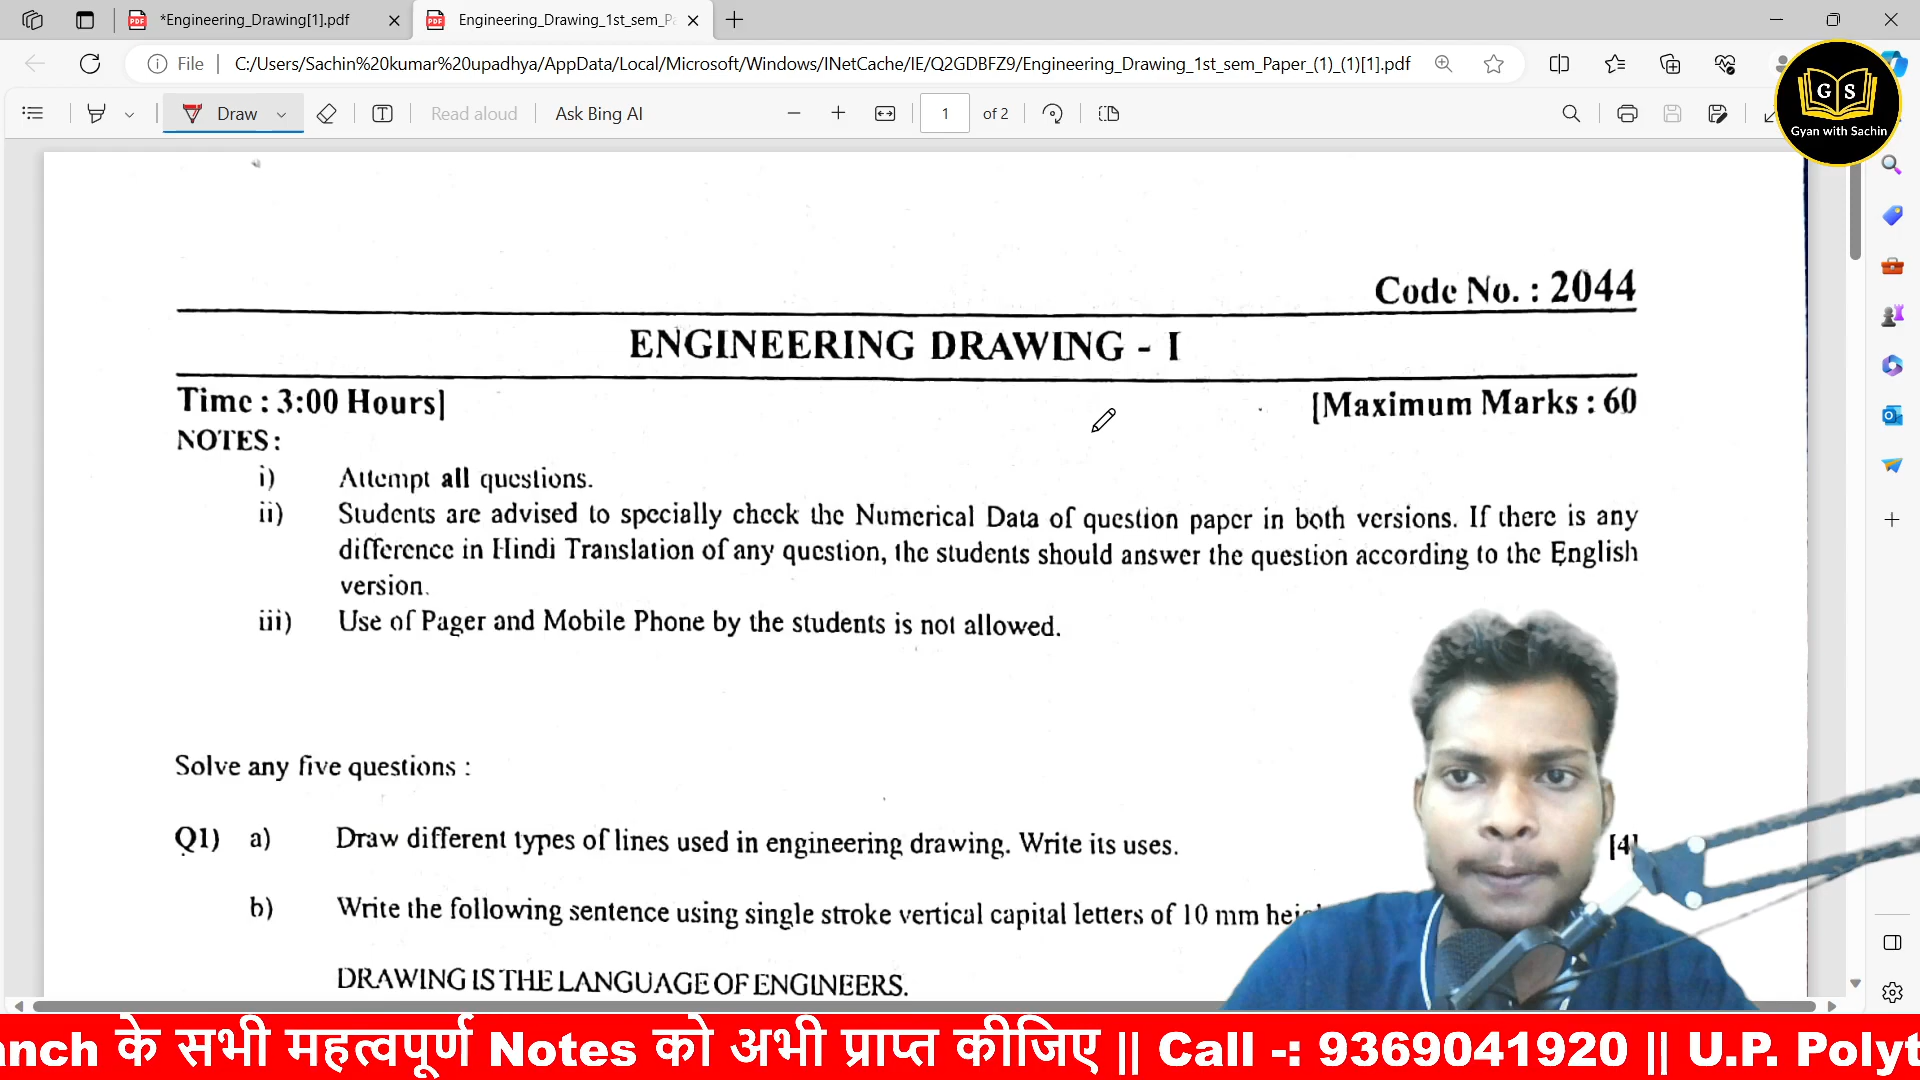 *Engineering_Drawing[1].pdf
Engineering_Drawing_1st_sem_Pa
File
C:/Users/Sachin%20kumar%20upadhya/AppData/Local/Microsoft/Windows/INetCache/IE/Q2GDBFZ9/Engineering_Drawing_1st_sem_Paper_(1)_(1)[1].pdf
Draw
Read aloud
Ask Bing AI
1 of 2
G S
Gyan with Sachin
Code No. : 2044
ENGINEERING DRAWING - I
Time : 3:00 Hours]
[Maximum Marks : 60
NOTES :
i) Attempt all questions.
ii) Students are advised to specially check the Numerical Data of question paper in both versions. If there is any
difference in Hindi Translation of any question, the students should answer the question according to the English
version.
iii) Use of Pager and Mobile Phone by the students is not allowed.
Solve any five questions :
Q1) a) Draw different types of lines used in engineering drawing. Write its uses. [4]
b) Write the following sentence using single stroke vertical capital letters of 10 mm
DRAWING IS THE LANGUAGE OF ENGINEERS.
anch के सभी महत्वपूर्ण Notes को अभी प्राप्त कीजिए || Call -: 9369041920 || U.P. Polyt